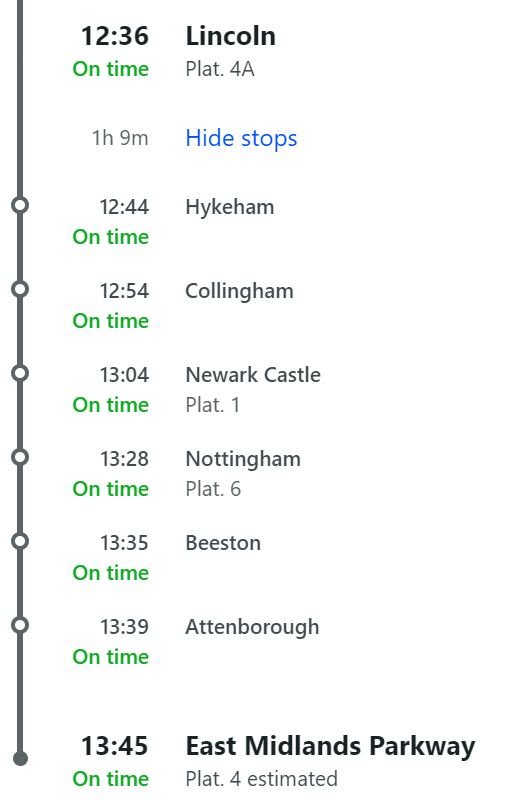 12:36 Lincoln
On time Plat. 4A
1h 9m Hide stops
12:44 Hykeham
On time
12:54 Collingham
On time
13:04 Newark Castle
On time Plat. 1
13:28 Nottingham
On time Plat. 6
13:35 Beeston
On time
13:39 Attenborough
On time
13:45 East Midlands Parkway
On time Plat. 4 estimated